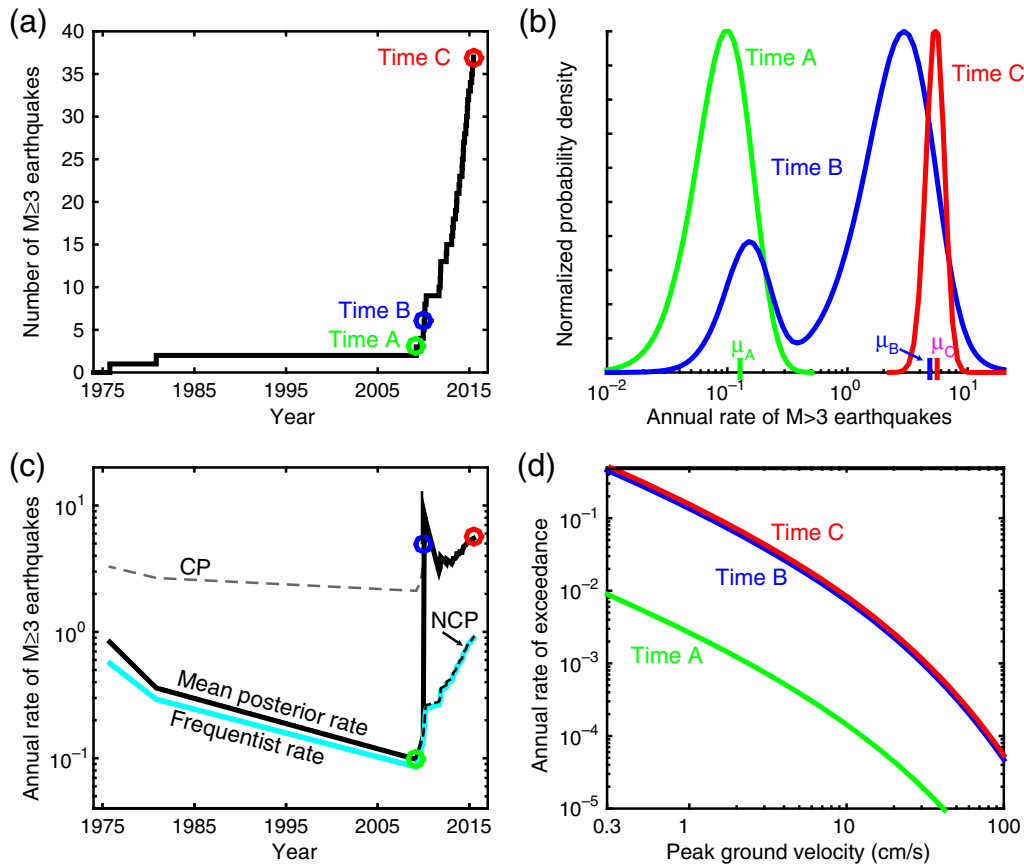 (a)
Number of M≥3 earthquakes
40
35
30
25
20
15
10
5
0
Time C
Time B
Time A
1975
1985
1995
2005
2015
Year
(b)
Normalized probability density
Time A
Time B
Time C
μA
μB
μC
10−2
10−1
100
101
Annual rate of M>3 earthquakes
(c)
Annual rate of M≥3 earthquakes
101
100
10−1
CP
NCP
Mean posterior rate
Frequentist rate
1975
1985
1995
2005
2015
Year
(d)
Annual rate of exceedance
10−1
10−2
10−3
10−4
10−5
Time C
Time B
Time A
0.3
1
10
100
Peak ground velocity (cm/s)